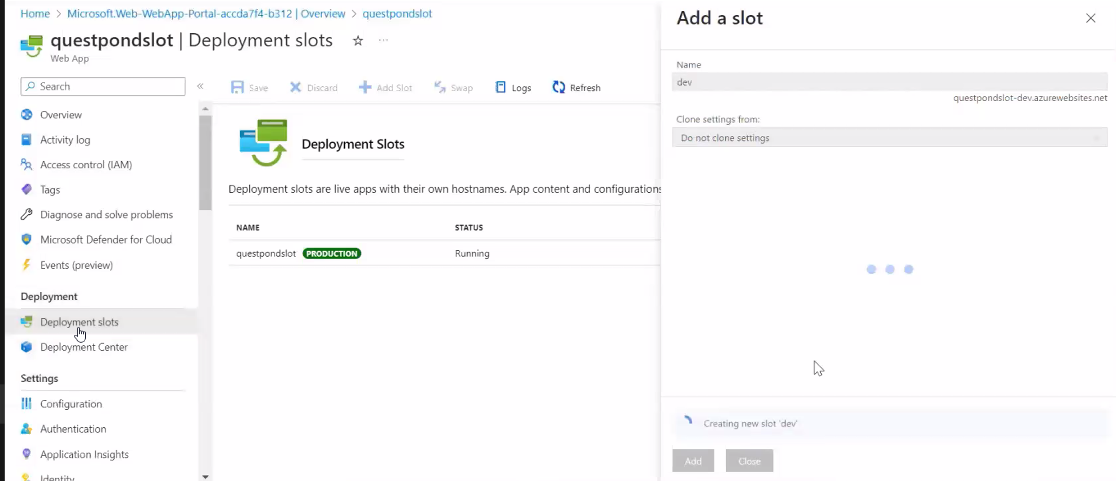 Home > Microsoft.Web-WebApp-Portal-accda7f4-b312 | Overview > questpondslot
questpondslot | Deployment slots
Web App
Search
«
Overview
Activity log
Access control (IAM)
Tags
Diagnose and solve problems
Microsoft Defender for Cloud
Events (preview)
Deployment
Deployment slots
Deployment Center
Settings
Configuration
Authentication
Application Insights
Identity
Save Discard Add Slot Swap Logs Refresh
Deployment Slots
Deployment slots are live apps with their own hostnames. App content and configurations
NAME STATUS
questpondslot PRODUCTION Running
Add a slot
Name
dev
questpondslot-dev.azurewebsites.net
Clone settings from:
Do not clone settings
Creating new slot 'dev'
Add Close